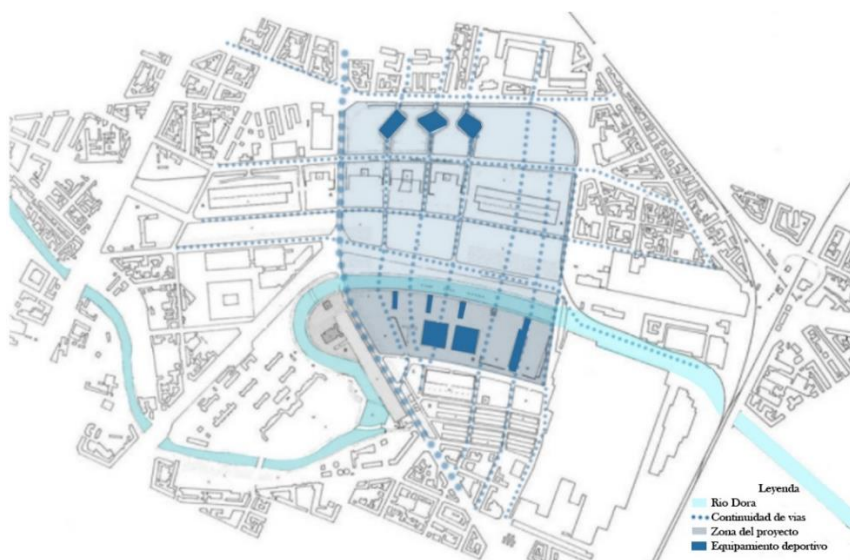 Leyenda
Rio Dora
Continuidad de vias
Zona del proyecto
Equipamiento deportivo